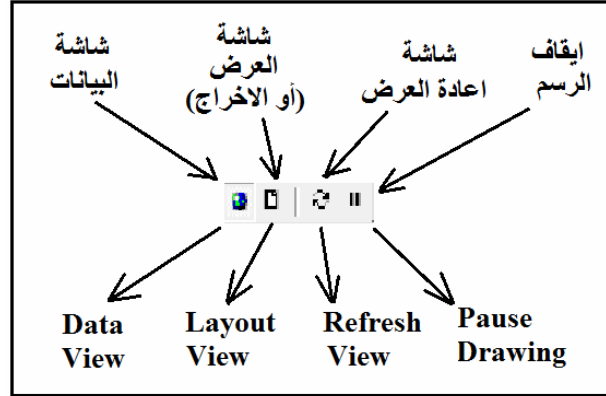 شاشة
البيانات
شاشة
العرض
(أو الاخراج)
شاشة
اعادة العرض
ايقاف
الرسم
Data
View
Layout
View
Refresh
View
Pause
Drawing